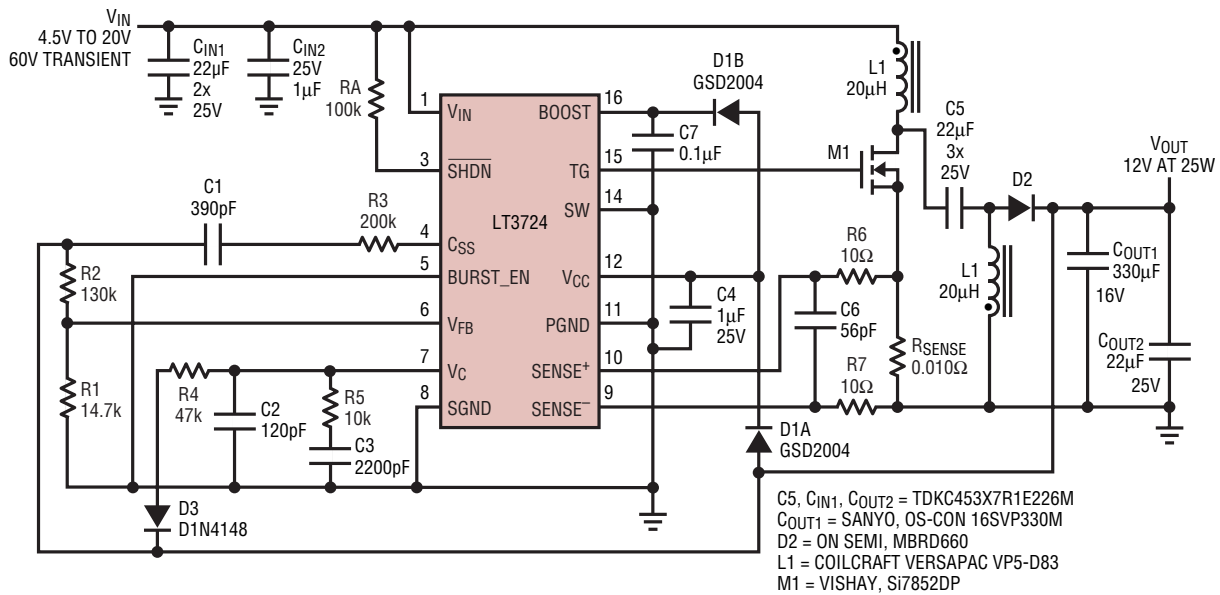 VIN
4.5V TO 20V
60V TRANSIENT
CIN1
22µF
2x
25V
CIN2
25V
1µF
RA
100k
1
VIN
3
SHDN
4
CSS
5
BURST_EN
6
VFB
7
VC
8
SGND
LT3724
16
BOOST
15
TG
14
SW
12
VCC
11
PGND
10
SENSE+
9
SENSE–
D1B
GSD2004
C7
0.1µF
M1
L1
20µH
C5
22µF
3x
25V
D2
VOUT
12V AT 25W
C1
390pF
R3
200k
R2
130k
R1
14.7k
R4
47k
C2
120pF
R5
10k
C3
2200pF
D3
D1N4148
C4
1µF
25V
R6
10Ω
C6
56pF
R7
10Ω
RSENSE
0.010Ω
L1
20µH
COUT1
330µF
16V
COUT2
22µF
25V
D1A
GSD2004
C5, CIN1, COUT2 = TDKC453X7R1E226M
COUT1 = SANYO, OS-CON 16SVP330M
D2 = ON SEMI, MBRD660
L1 = COILCRAFT VERSAPAC VP5-D83
M1 = VISHAY, Si7852DP